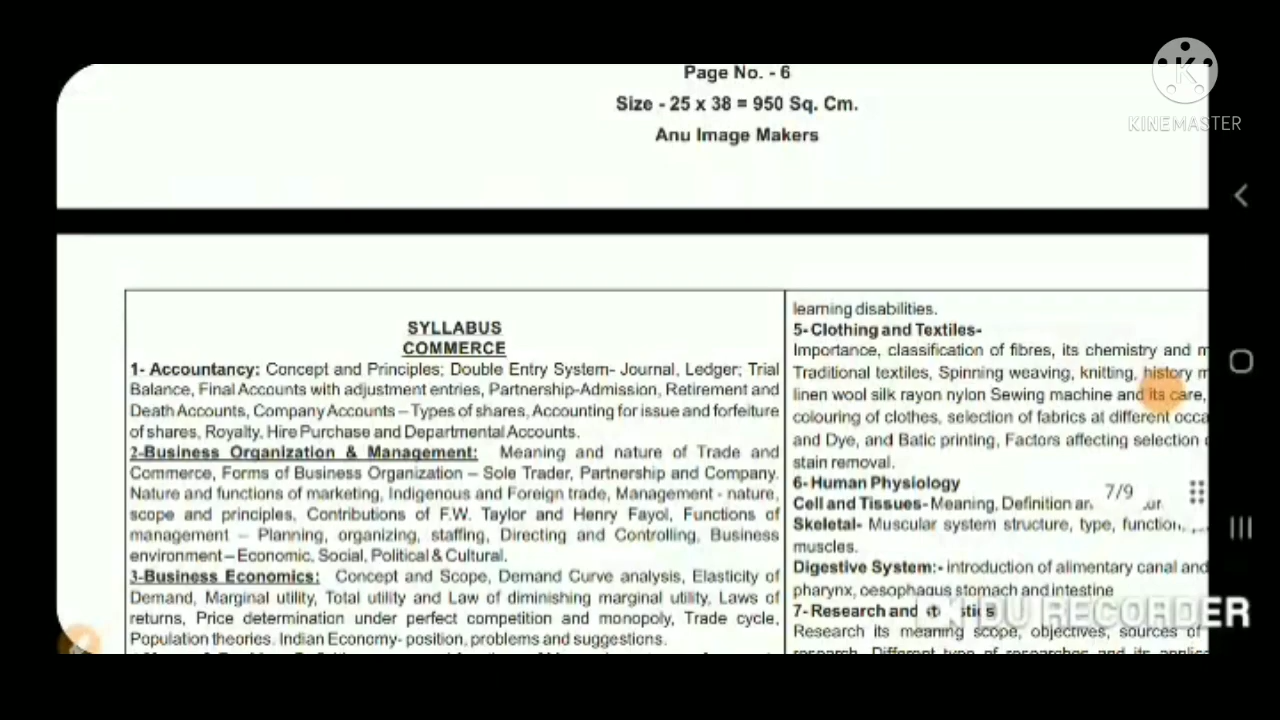 Page No. - 6
Size - 25 x 38 = 950 Sq. Cm.
Anu Image Makers
KINEMASTER
SYLLABUS
COMMERCE
1- Accountancy: Concept and Principles; Double Entry System- Journal, Ledger; Trial
Balance, Final Accounts with adjustment entries, Partnership-Admission, Retirement and
Death Accounts, Company Accounts – Types of shares, Accounting for issue and forfeiture
of shares, Royalty, Hire Purchase and Departmental Accounts.
2-Business Organization & Management: Meaning and nature of Trade and
Commerce, Forms of Business Organization – Sole Trader, Partnership and Company.
Nature and functions of marketing, Indigenous and Foreign trade, Management - nature,
scope and principles, Contributions of F.W. Taylor and Henry Fayol, Functions of
management – Planning, organizing, staffing, Directing and Controlling, Business
environment – Economic, Social, Political & Cultural.
3-Business Economics: Concept and Scope, Demand Curve analysis, Elasticity of
Demand, Marginal utility, Total utility and Law of diminishing marginal utility, Laws of
returns, Price determination under perfect competition and monopoly, Trade cycle,
Population theories. Indian Economy- position, problems and suggestions.
learning disabilities.
5- Clothing and Textiles-
Importance, classification of fibres, its chemistry and m
Traditional textiles, Spinning weaving, knitting, history m
linen wool silk rayon nylon Sewing machine and its care,
colouring of clothes, selection of fabrics at different occa
and Dye, and Batic printing, Factors affecting selection
stain removal.
6- Human Physiology
Cell and Tissues- Meaning, Definition
7/9
Skeletal- Muscular system structure, type, function,
muscles.
Digestive System:- introduction of alimentary canal and
pharynx, oesophagus stomach and intestine
7- Research and
DU RECORDER
Research its meaning scope, objectives, sources of
research. Different type of researches and its applic